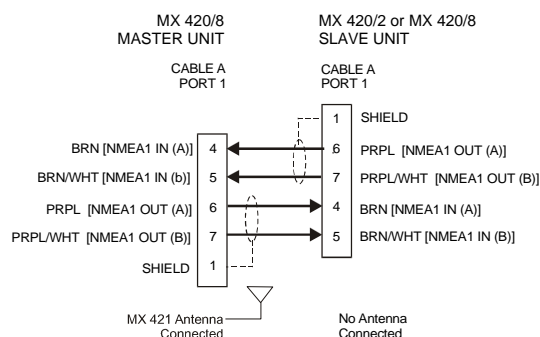 MX 420/8
MASTER UNIT
MX 420/2 or MX 420/8
SLAVE UNIT
CABLE A
PORT 1
CABLE A
PORT 1
1 SHIELD
BRN [NMEA1 IN (A)] 4 6 PRPL [NMEA1 OUT (A)]
BRN/WHT [NMEA1 IN (b)] 5 7 PRPL/WHT [NMEA1 OUT (B)]
PRPL [NMEA1 OUT (A)] 6 4 BRN [NMEA1 IN (A)]
PRPL/WHT [NMEA1 OUT (B)] 7 5 BRN/WHT [NMEA1 IN (B)]
SHIELD 1
MX 421 Antenna
Connected
No Antenna
Connected